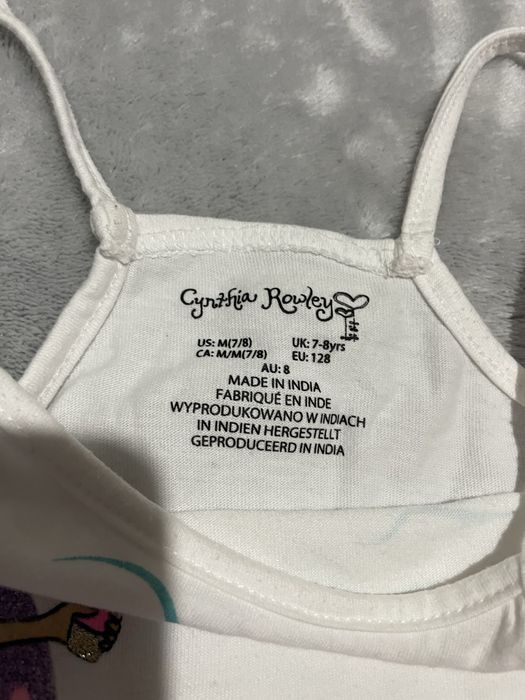 Cynthia Rowley
US: M(7/8) UK: 7-8yrs
CA: M/M(7/8) EU: 128
AU: 8
MADE IN INDIA
FABRIQUÉ EN INDE
WYPRODUKOWANO W INDIACH
IN INDIEN HERGESTELLT
GEPRODUCEERD IN INDIA